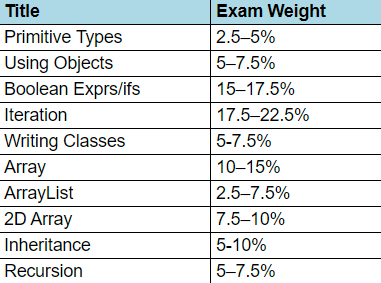 Title Exam Weight
Primitive Types 2.5–5%
Using Objects 5–7.5%
Boolean Exprs/ifs 15–17.5%
Iteration 17.5–22.5%
Writing Classes 5-7.5%
Array 10–15%
ArrayList 2.5–7.5%
2D Array 7.5–10%
Inheritance 5-10%
Recursion 5–7.5%